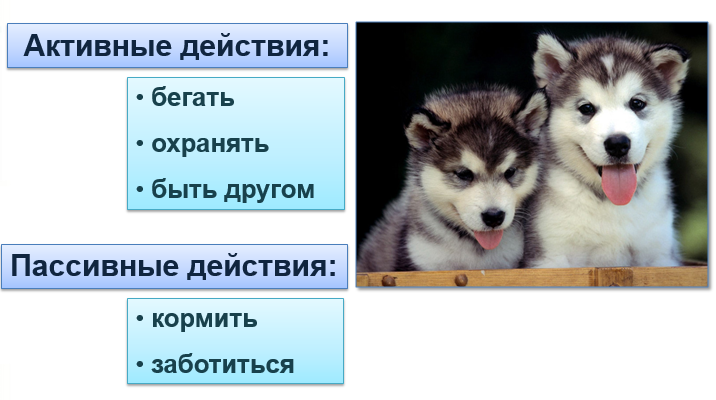 Активные действия:
• бегать
• охранять
• быть другом
Пассивные действия:
• кормить
• заботиться